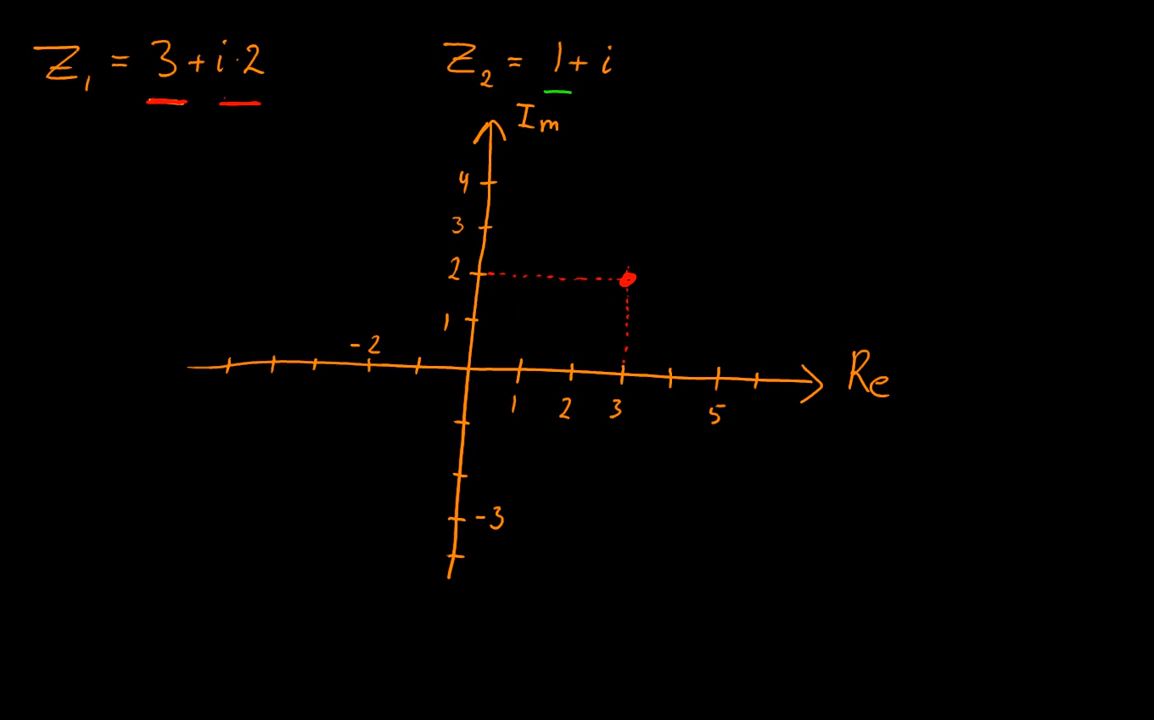 Z₁ = 3 + i·2
Z₂ = 1 + i
Im
4
3
2
1
-2
Re
1 2 3 5
-3